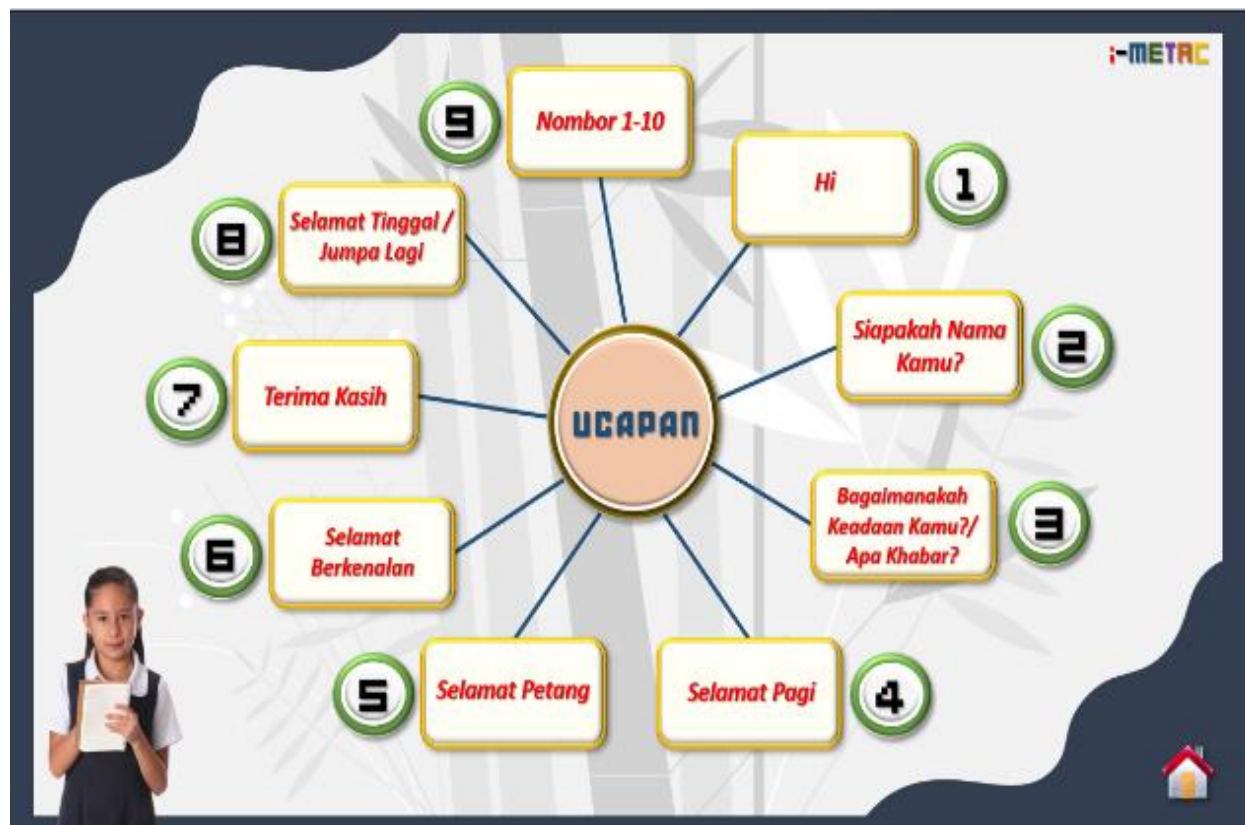 i-METAC
UCAPAN
1
Hi
2
Siapakah Nama
Kamu?
3
Bagaimanakah
Keadaan Kamu?/
Apa Khabar?
4
Selamat Pagi
5
Selamat Petang
6
Selamat
Berkenalan
7
Terima Kasih
8
Selamat Tinggal /
Jumpa Lagi
9
Nombor 1-10